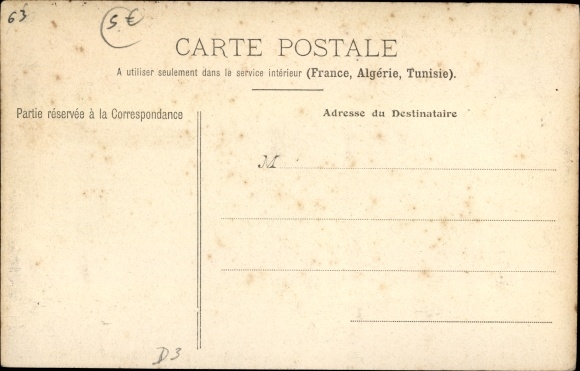 63
5 €
CARTE POSTALE
A utiliser seulement dans le service intérieur (France, Algérie, Tunisie).
Partie réservée à la Correspondance
Adresse du Destinataire
M
D3